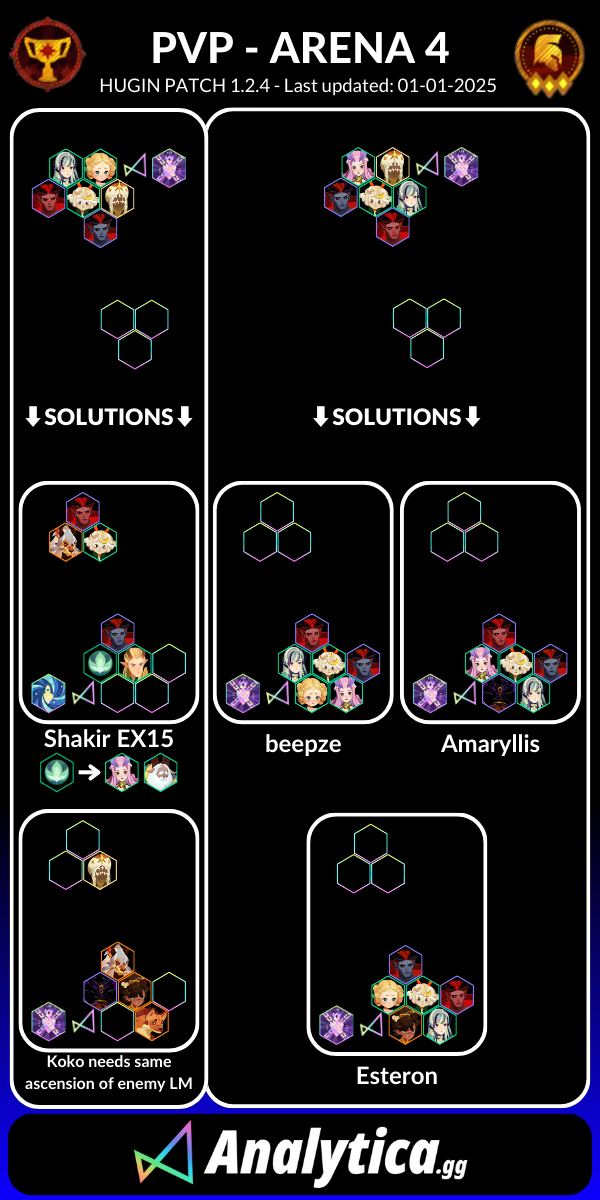 PVP - ARENA 4
HUGIN PATCH 1.2.4 - Last updated: 01-01-2025
⬇SOLUTIONS⬇
⬇SOLUTIONS⬇
Shakir EX15
beepze
Amaryllis
Koko needs same
ascension of enemy LM
Esteron
Analytica.gg